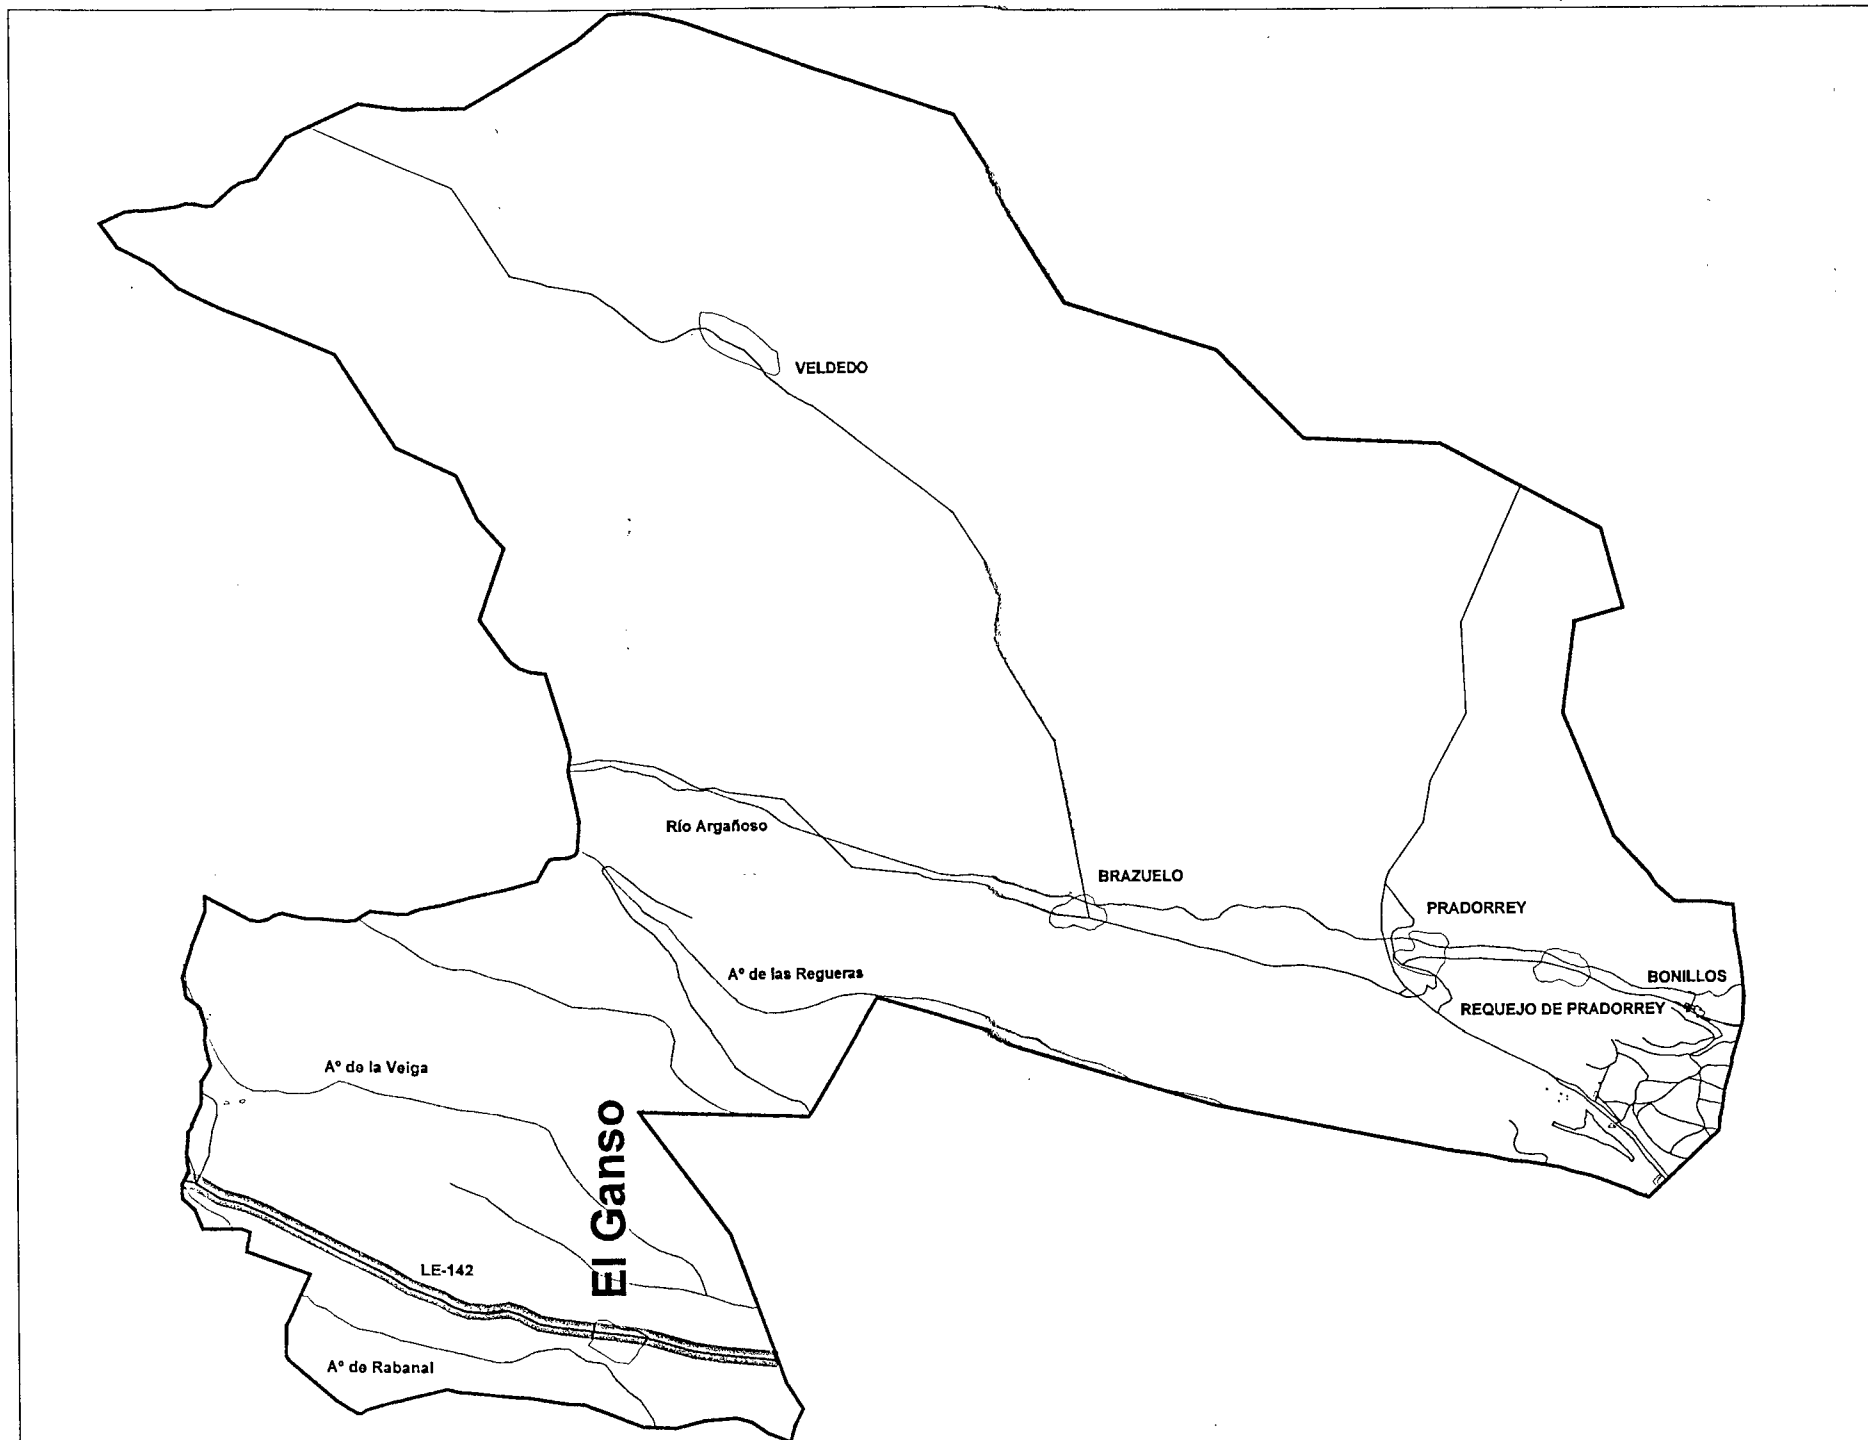 VELDEDO
Río Argañoso
BRAZUELO
PRADORREY
Aº de las Regueras
BONILLOS
REQUEJO DE PRADORREY
Aº de la Veiga
El Ganso
LE-142
Aº de Rabanal